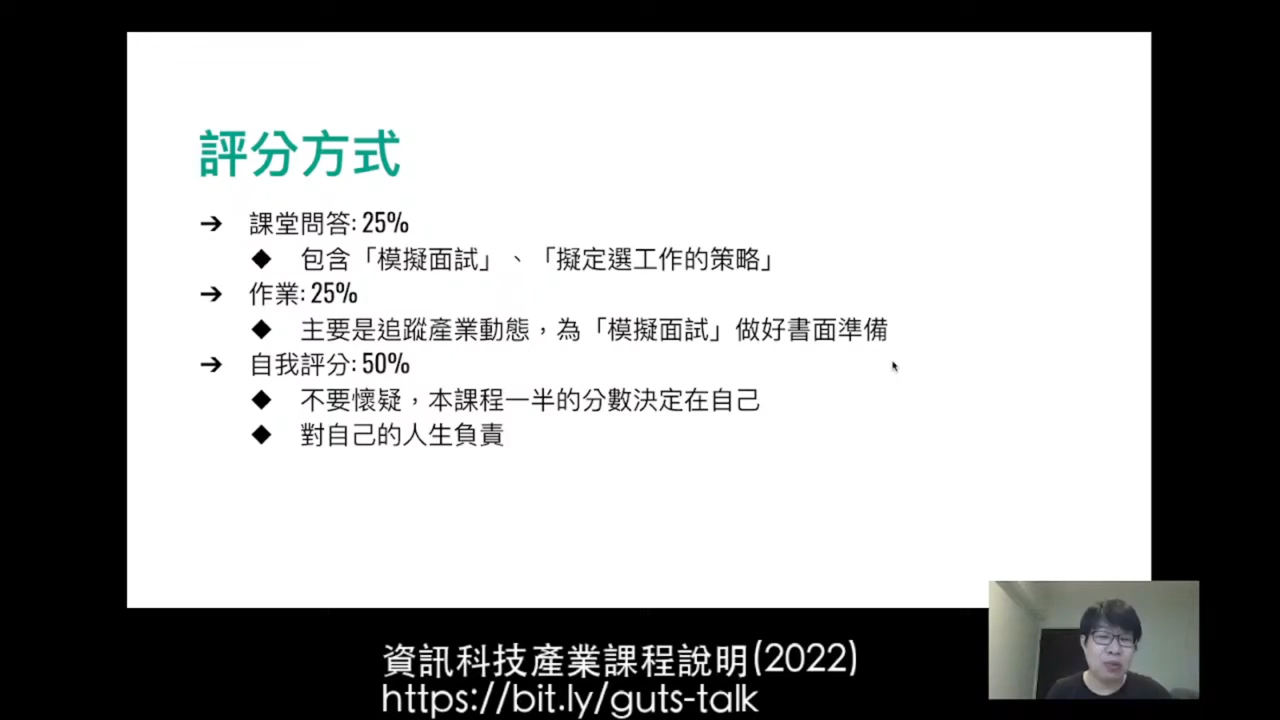 評分方式
➔ 課堂問答: 25%
◆ 包含「模擬面試」、「擬定選工作的策略」
➔ 作業: 25%
◆ 主要是追蹤產業動態，為「模擬面試」做好書面準備
➔ 自我評分: 50%
◆ 不要懷疑，本課程一半的分數決定在自己
◆ 對自己的人生負責
資訊科技產業課程說明(2022)
https://bit.ly/guts-talk